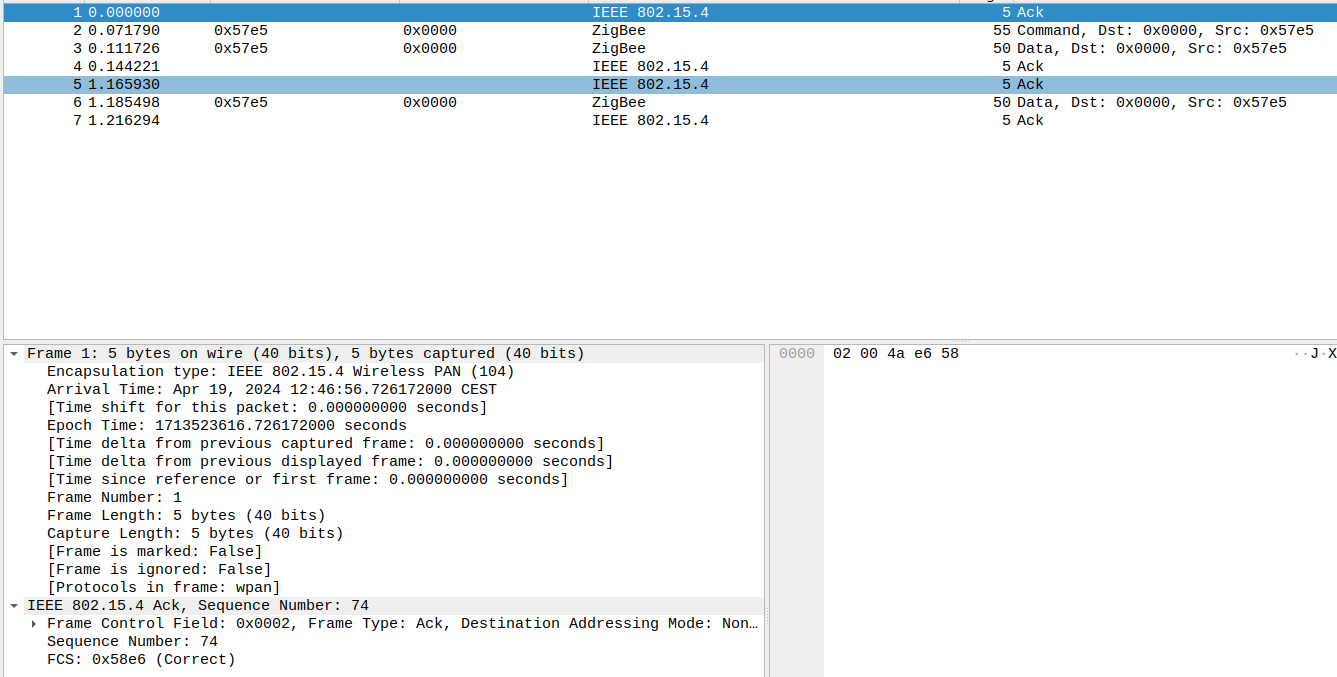 1 0.000000 IEEE 802.15.4 5 Ack
2 0.071790 0x57e5 0x0000 ZigBee 55 Command, Dst: 0x0000, Src: 0x57e5
3 0.111726 0x57e5 0x0000 ZigBee 50 Data, Dst: 0x0000, Src: 0x57e5
4 0.144221 IEEE 802.15.4 5 Ack
5 1.165930 IEEE 802.15.4 5 Ack
6 1.185498 0x57e5 0x0000 ZigBee 50 Data, Dst: 0x0000, Src: 0x57e5
7 1.216294 IEEE 802.15.4 5 Ack
Frame 1: 5 bytes on wire (40 bits), 5 bytes captured (40 bits)
Encapsulation type: IEEE 802.15.4 Wireless PAN (104)
Arrival Time: Apr 19, 2024 12:46:56.726172000 CEST
[Time shift for this packet: 0.000000000 seconds]
Epoch Time: 1713523616.726172000 seconds
[Time delta from previous captured frame: 0.000000000 seconds]
[Time delta from previous displayed frame: 0.000000000 seconds]
[Time since reference or first frame: 0.000000000 seconds]
Frame Number: 1
Frame Length: 5 bytes (40 bits)
Capture Length: 5 bytes (40 bits)
[Frame is marked: False]
[Frame is ignored: False]
[Protocols in frame: wpan]
IEEE 802.15.4 Ack, Sequence Number: 74
Frame Control Field: 0x0002, Frame Type: Ack, Destination Addressing Mode: Non…
Sequence Number: 74
FCS: 0x58e6 (Correct)
0000 02 00 4a e6 58 ··J·X